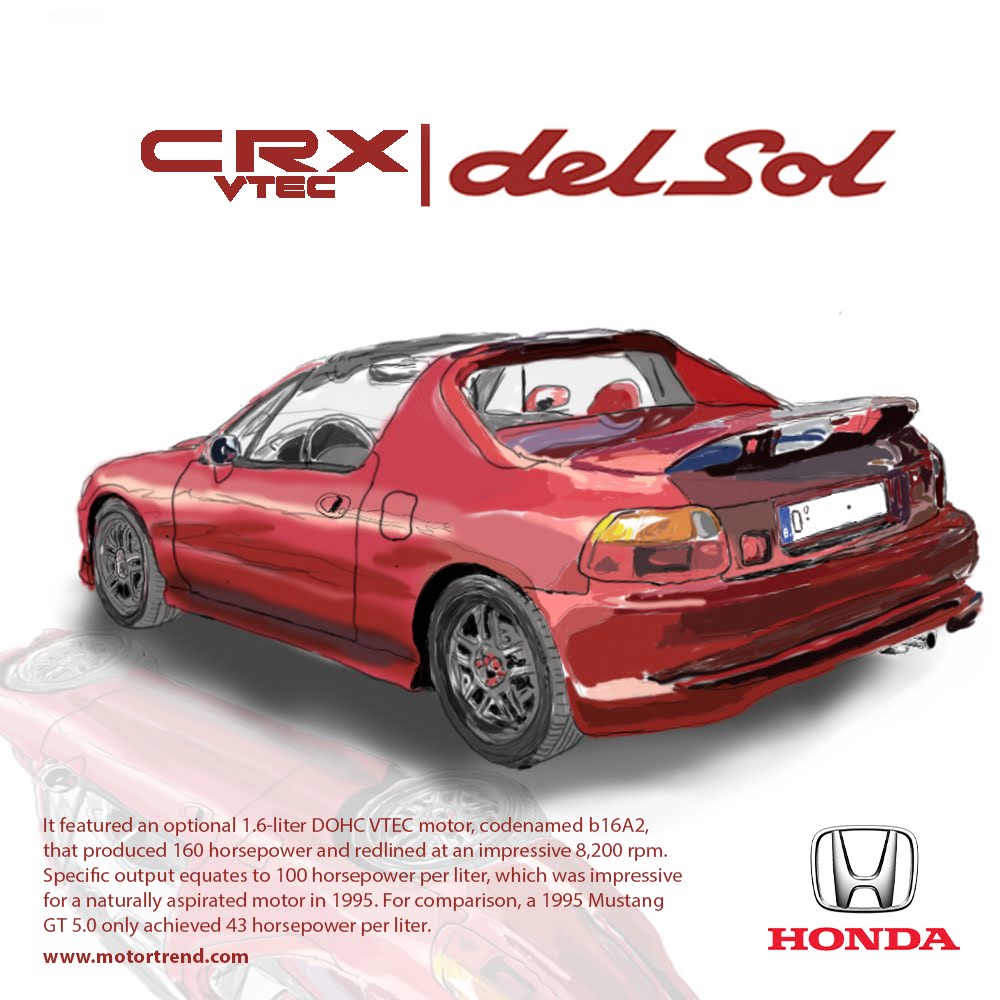 CRX | del Sol
VTEC
D
B
It featured an optional 1.6-liter DOHC VTEC motor, codenamed b16A2,
that produced 160 horsepower and redlined at an impressive 8,200 rpm.
Specific output equates to 100 horsepower per liter, which was impressive
for a naturally aspirated motor in 1995. For comparison, a 1995 Mustang
GT 5.0 only achieved 43 horsepower per liter.
www.motortrend.com
HONDA